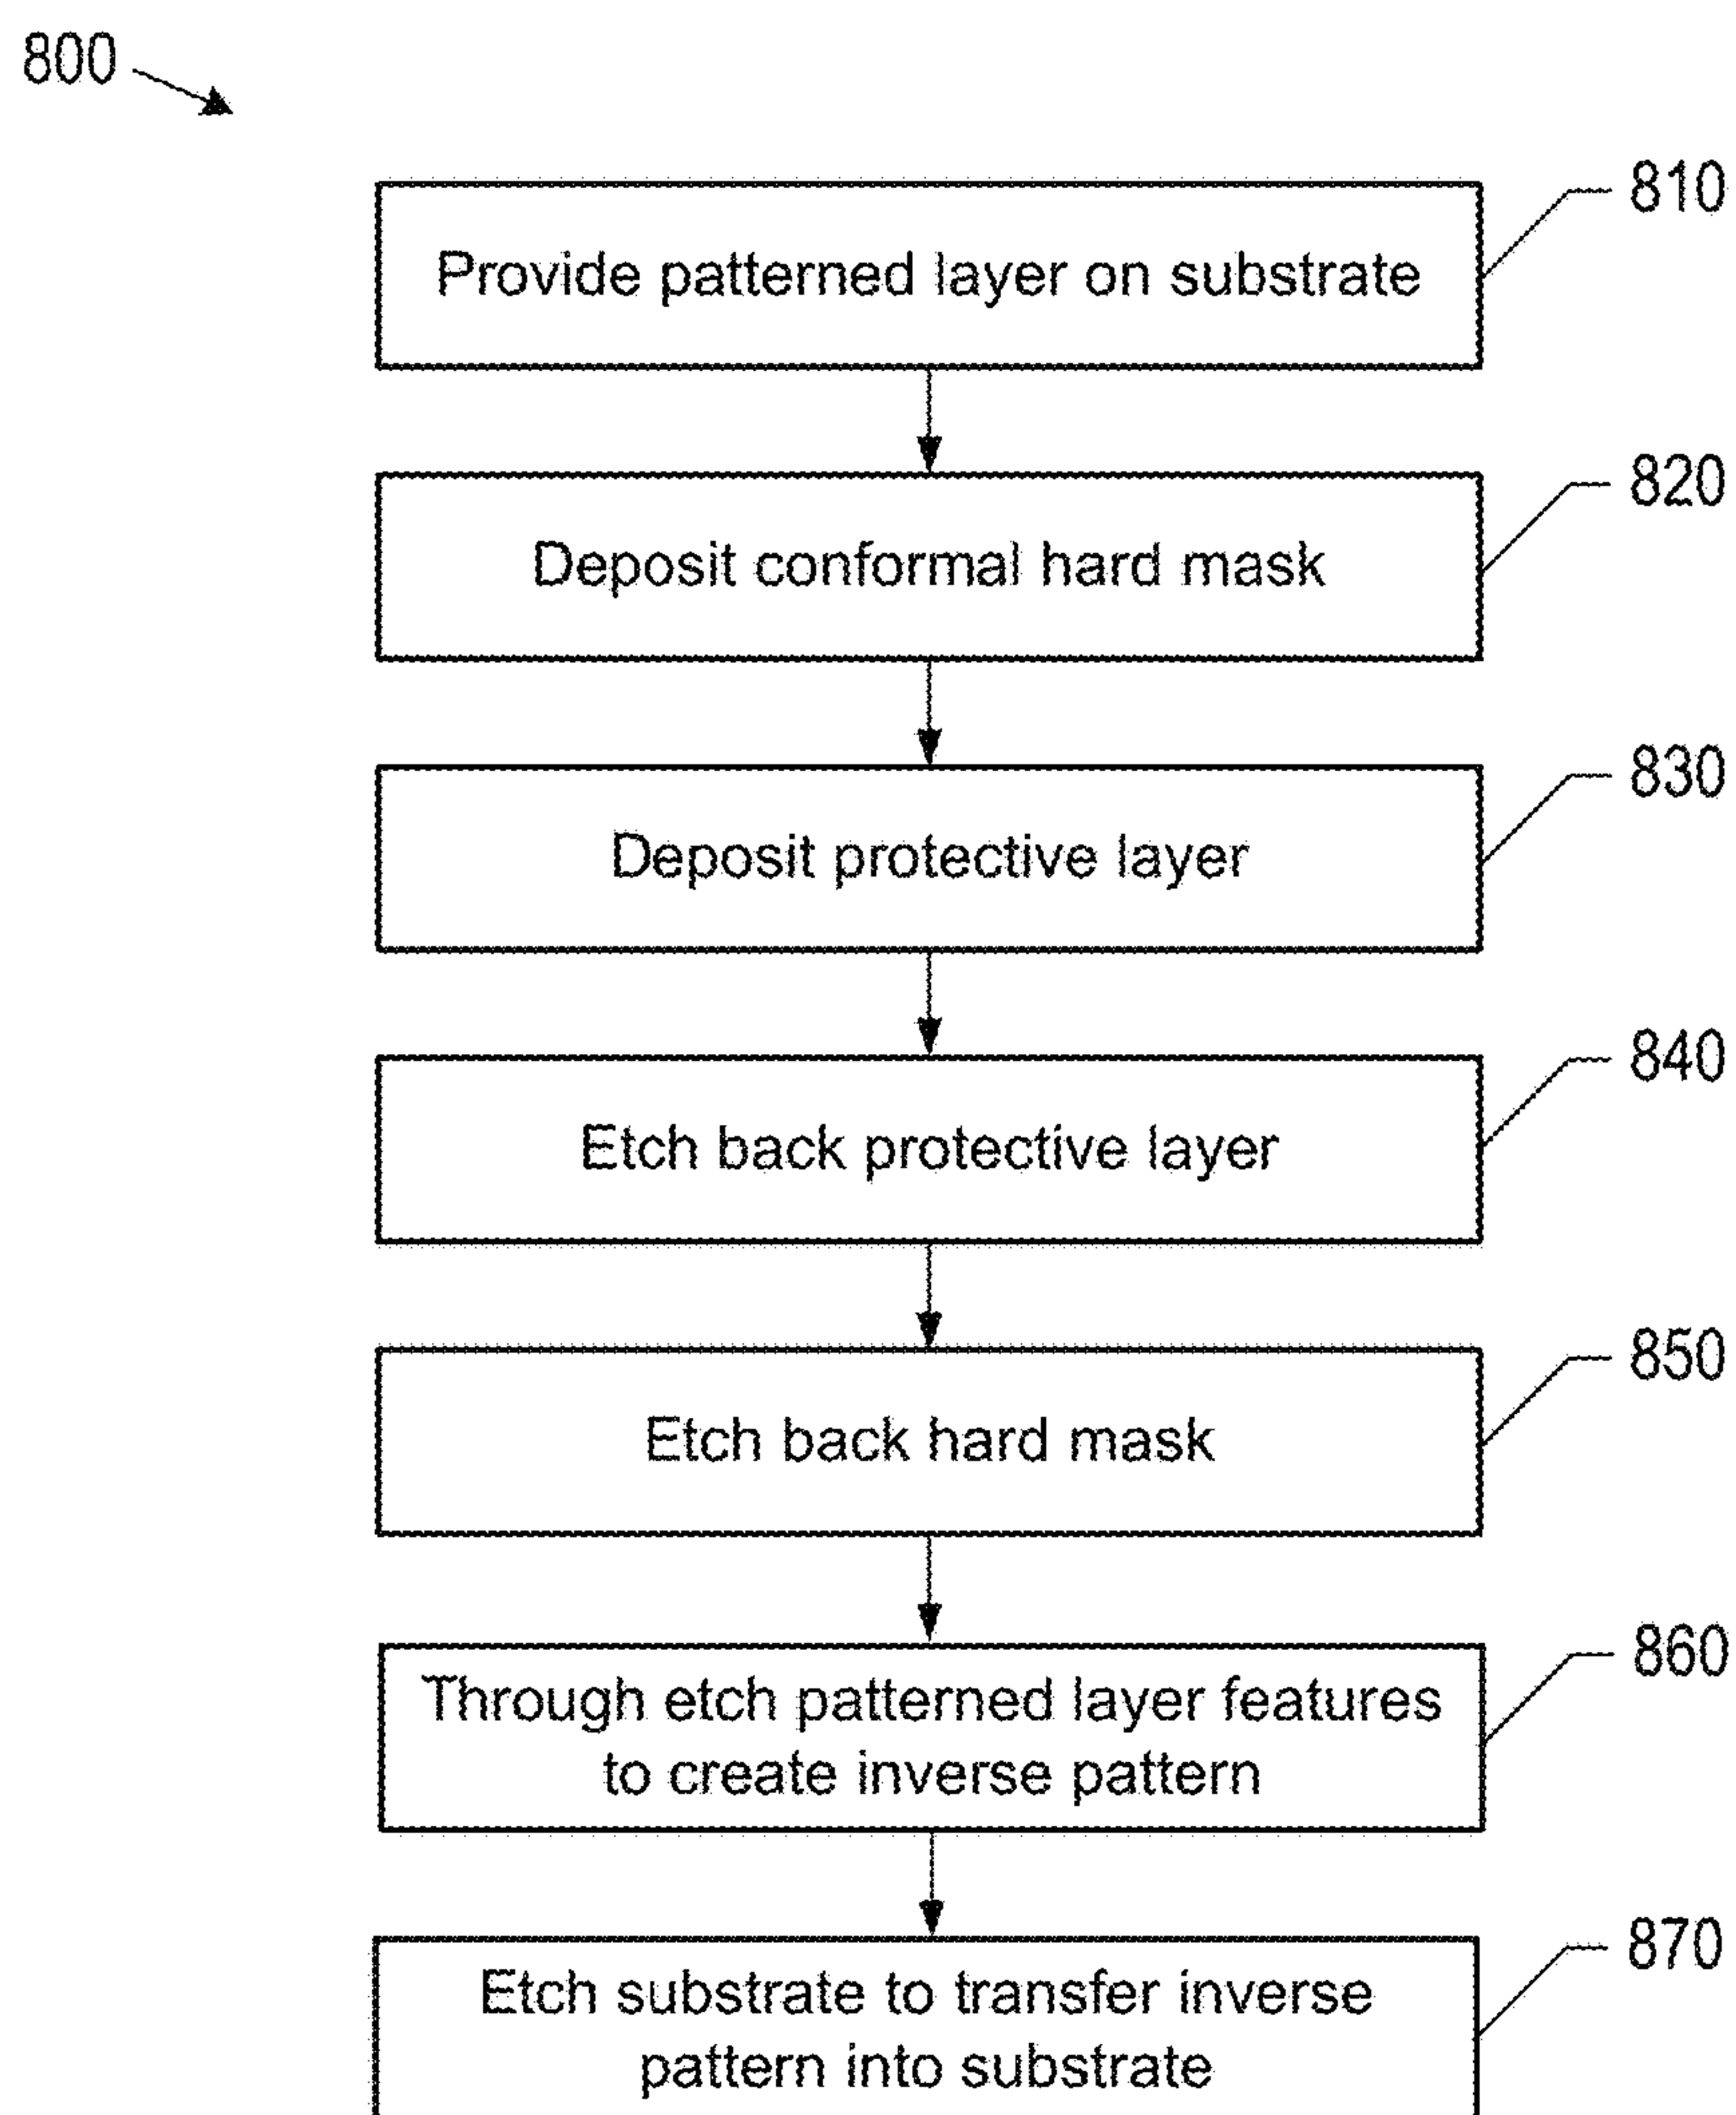 800
810
Provide patterned layer on substrate
820
Deposit conformal hard mask
830
Deposit protective layer
840
Etch back protective layer
850
Etch back hard mask
860
Through etch patterned layer features
to create inverse pattern
870
Etch substrate to transfer inverse
pattern into substrate